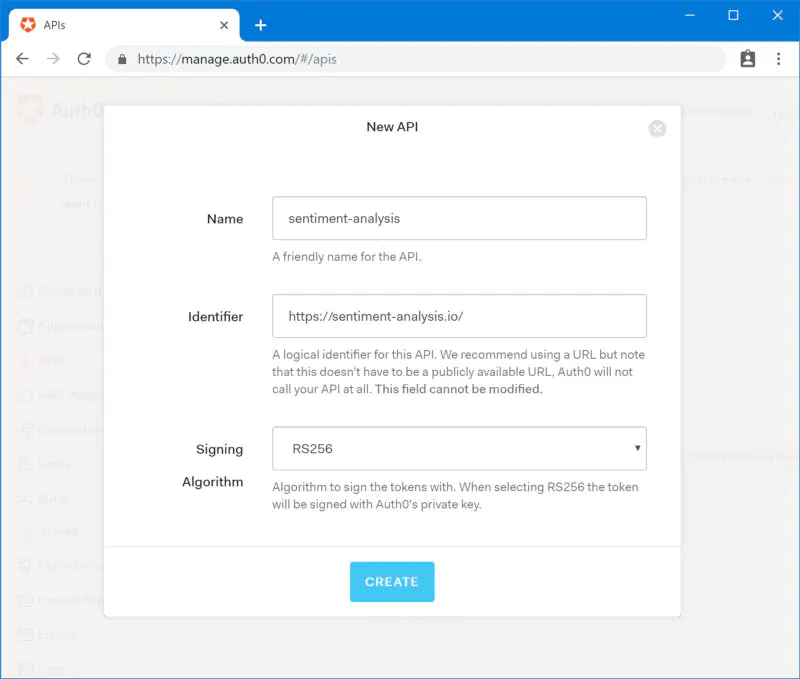 APIs
https://manage.auth0.com/#/apis
Auth0
New API
Name
sentiment-analysis
A friendly name for the API.
Identifier
https://sentiment-analysis.io/
A logical identifier for this API. We recommend using a URL but note
that this doesn't have to be a publicly available URL, Auth0 will not
call your API at all. This field cannot be modified.
Signing
Algorithm
RS256
Algorithm to sign the tokens with. When selecting RS256 the token
will be signed with Auth0's private key.
CREATE